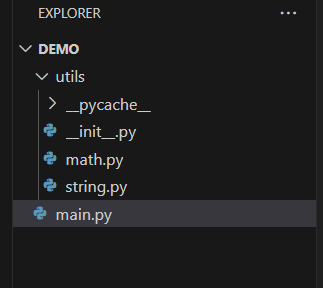 EXPLORER
DEMO
utils
__pycache__
__init__.py
math.py
string.py
main.py